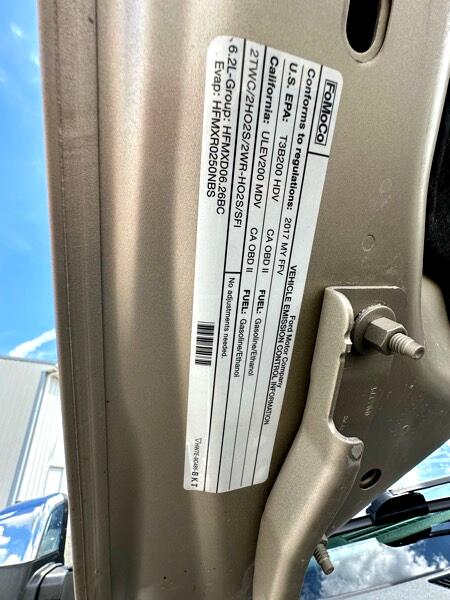 FoMoCo
Ford Motor Company
VEHICLE EMISSION CONTROL INFORMATION
Conforms to regulations: 2017 MY FFV
U.S. EPA: T3B200 HDV CA OBD II FUEL: Gasoline/Ethanol
California: ULEV200 MDV CA OBD II FUEL: Gasoline/Ethanol
2TWC/2HO2S/2WR-HO2S/SFI
No adjustments needed.
6.2L-Group: HFMXD06.26BC
Evap: HFMXR0250NBS
BKT